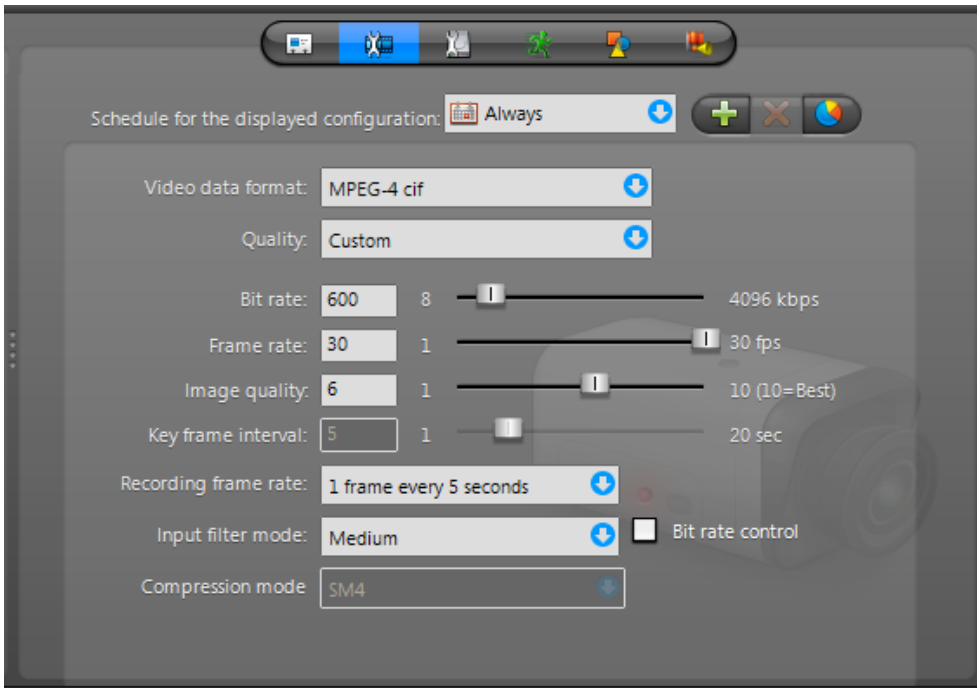 Schedule for the displayed configuration: Always
Video data format: MPEG-4 cif
Quality: Custom
Bit rate: 600 8 4096 kbps
Frame rate: 30 1 30 fps
Image quality: 6 1 10 (10=Best)
Key frame interval: 5 1 20 sec
Recording frame rate: 1 frame every 5 seconds
Input filter mode: Medium Bit rate control
Compression mode SM4